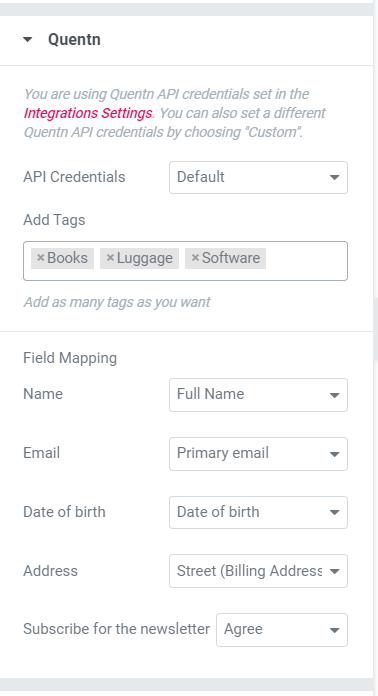 Quentn
You are using Quentn API credentials set in the
Integrations Settings. You can also set a different
Quentn API credentials by choosing "Custom".
API Credentials Default
Add Tags
×Books ×Luggage ×Software
Add as many tags as you want
Field Mapping
Name Full Name
Email Primary email
Date of birth Date of birth
Address Street (Billing Address
Subscribe for the newsletter Agree